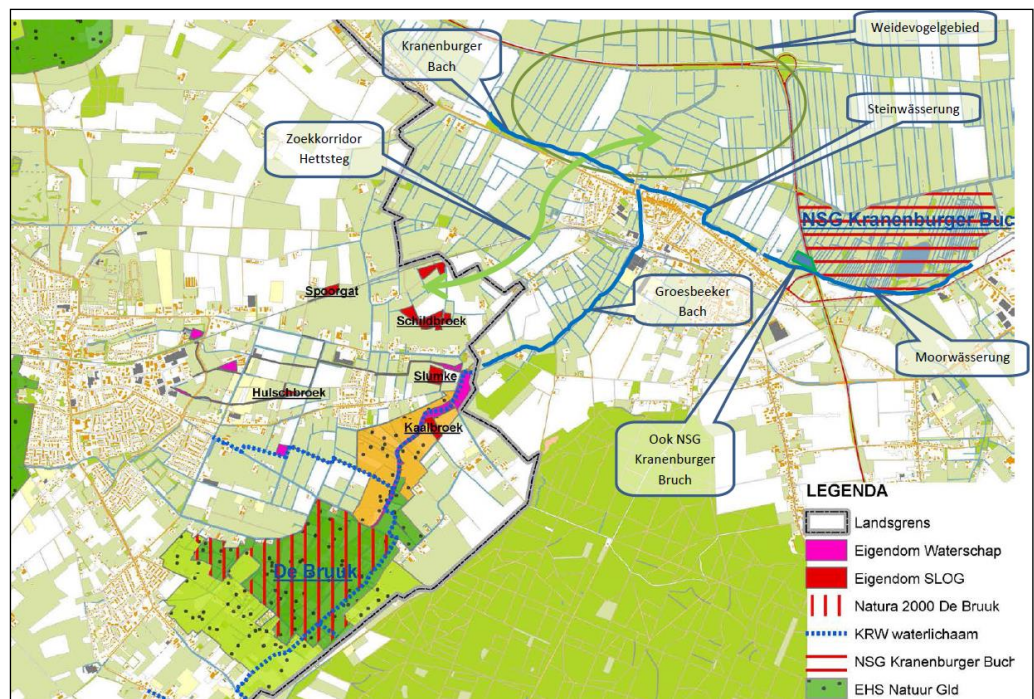 Kranenburger
Bach
Weidevogelgebied
Steinwässerung
Zoekkorridor
Hettsteg
NSG Kranenburger Buc
Spoorgat
Schildbroek
Groesbeeker
Bach
Moorwässerung
Slumke
Hulschbroek
Kaalbroek
Ook NSG
Kranenburger
Bruch
De Bruuk
LEGENDA
Landsgrens
Eigendom Waterschap
Eigendom SLOG
Natura 2000 De Bruuk
KRW waterlichaam
NSG Kranenburger Buch
EHS Natuur Gld